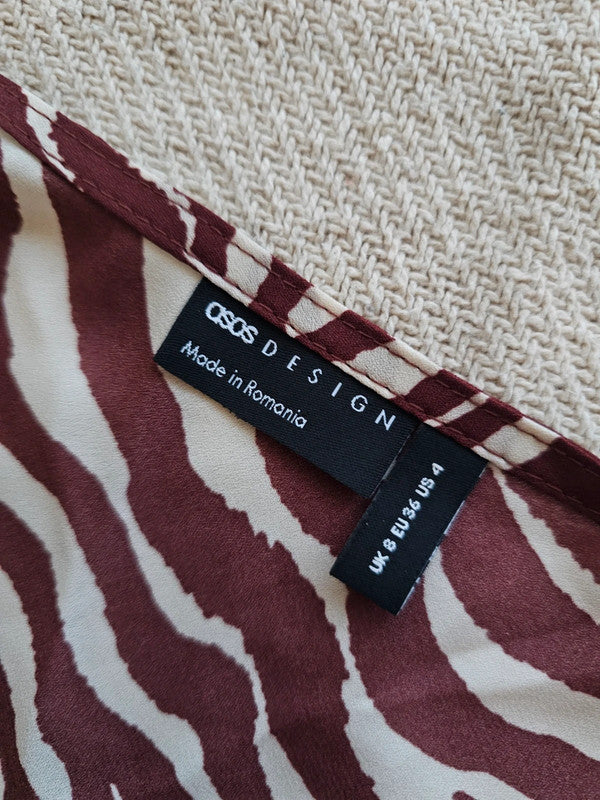 asos DESIGN
Made in Romania
UK 8 EU 36 US 4